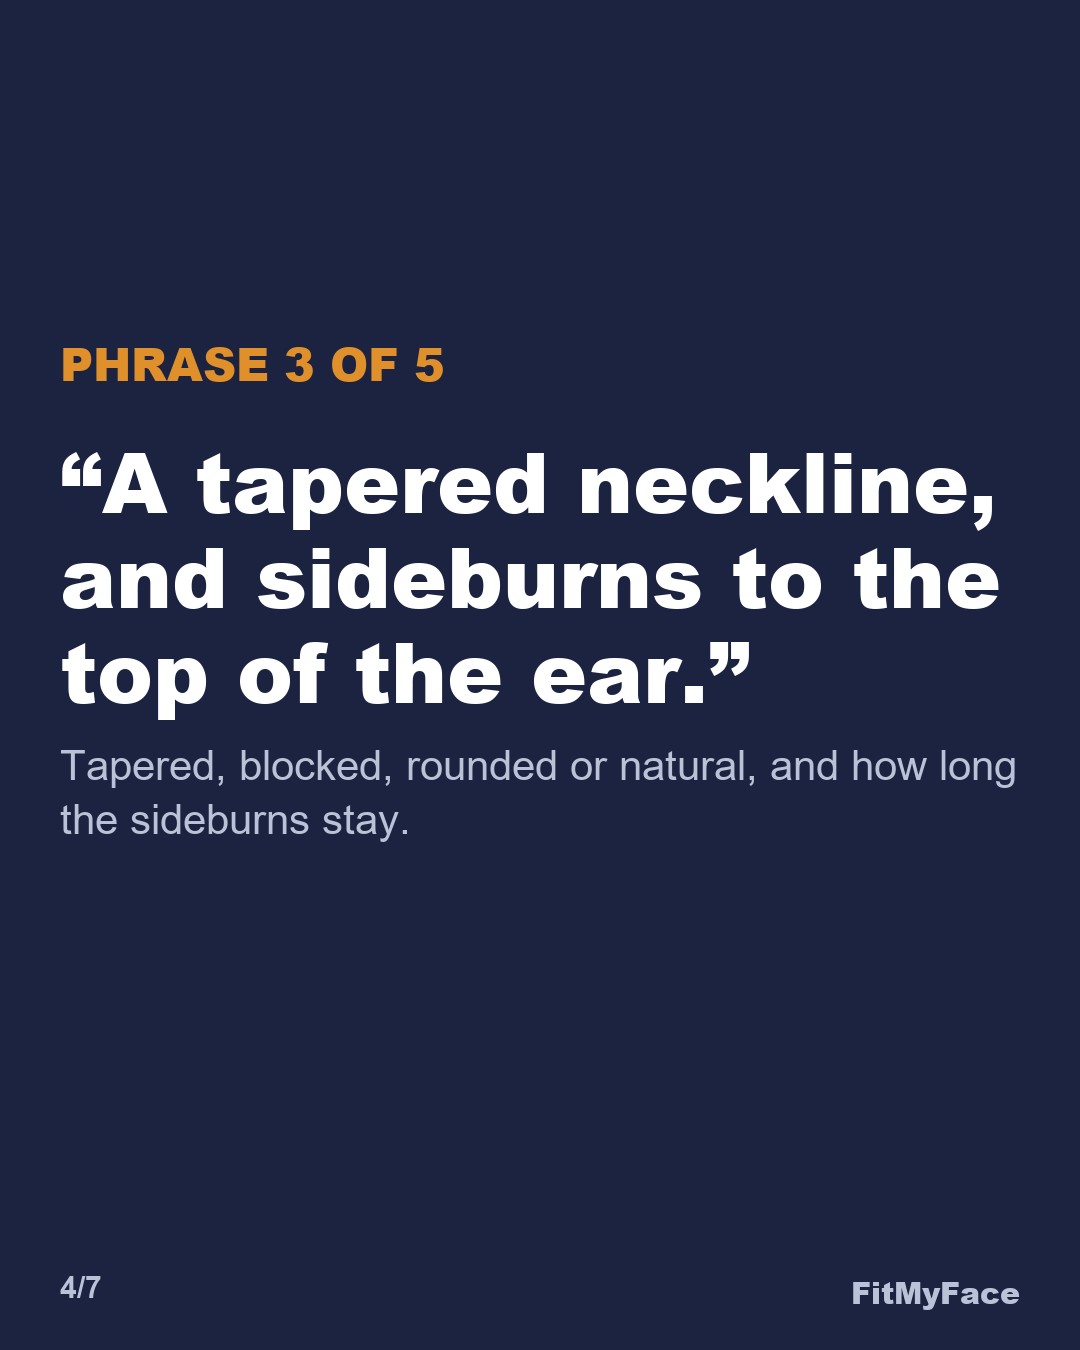 PHRASE 3 OF 5
“A tapered neckline,
and sideburns to the
top of the ear.”
Tapered, blocked, rounded or natural, and how long
the sideburns stay.
4/7
FitMyFace